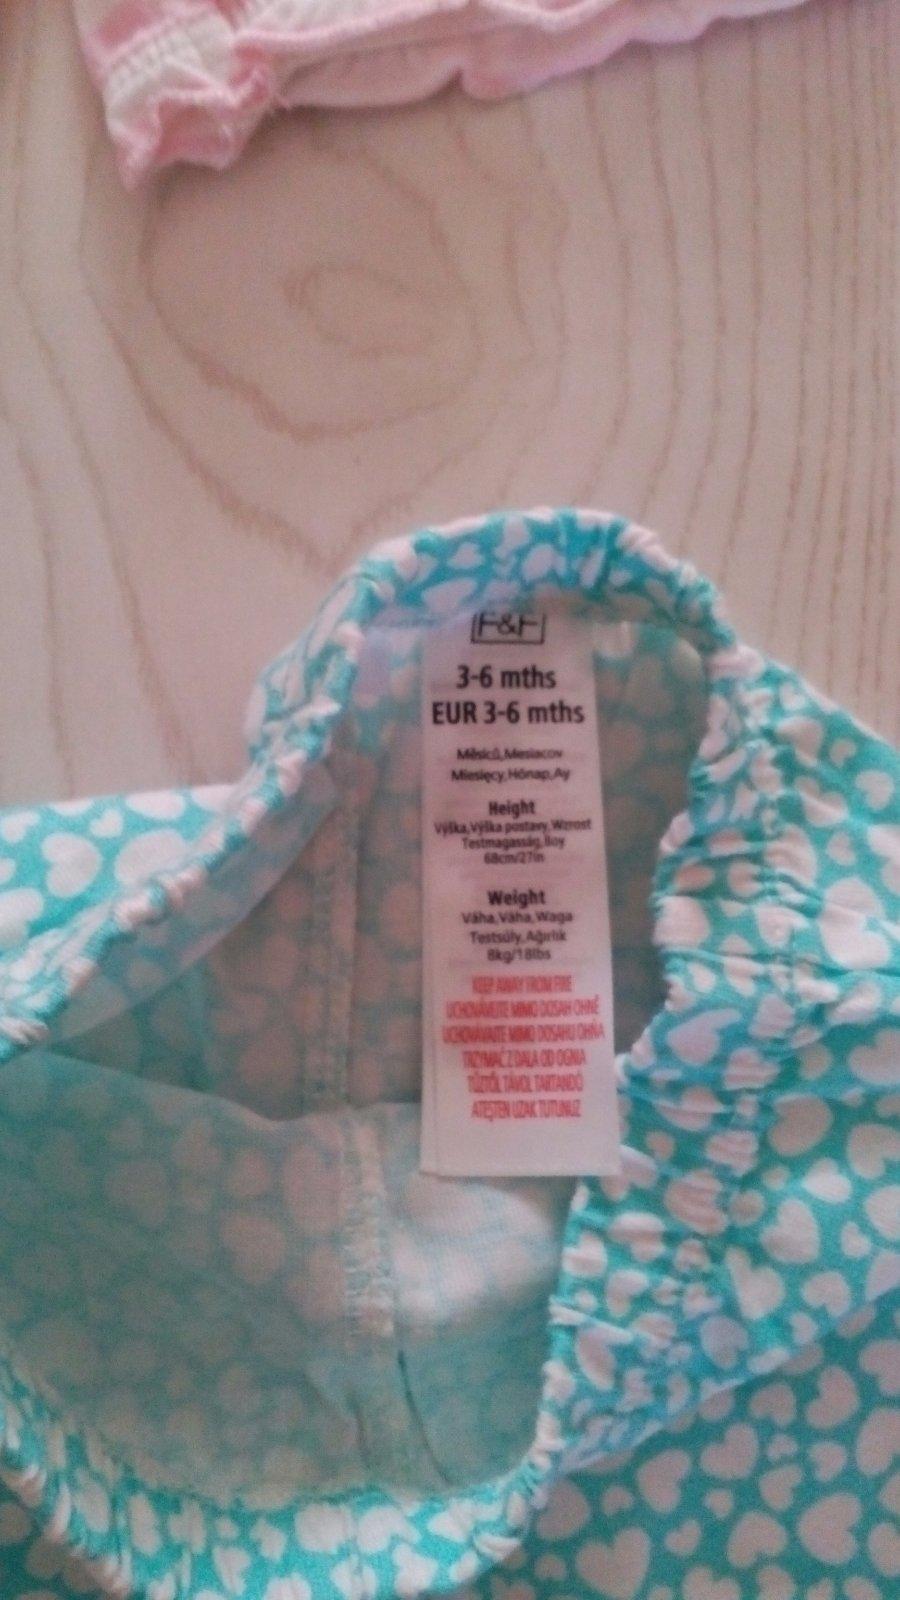 F&F
3-6 mths
EUR 3-6 mths
Měsíců,Mesiacov
Miesięcy,Hónap,Ay
Height
Výška,Výška postavy,Wzrost
Testmagasság,Boy
68cm/27in
Weight
Váha,Váha,Waga
Testsúly,Ağırlık
8kg/18lbs
KEEP AWAY FROM FIRE
UCHOVÁVEJTE MIMO DOSAH OHNĚ
UCHOVÁVAJTE MIMO DOSAHU OHŇA
TRZYMAĆ Z DALA OD OGNIA
TŰZTŐL TÁVOL TARTANDÓ
ATEŞTEN UZAK TUTUNUZ